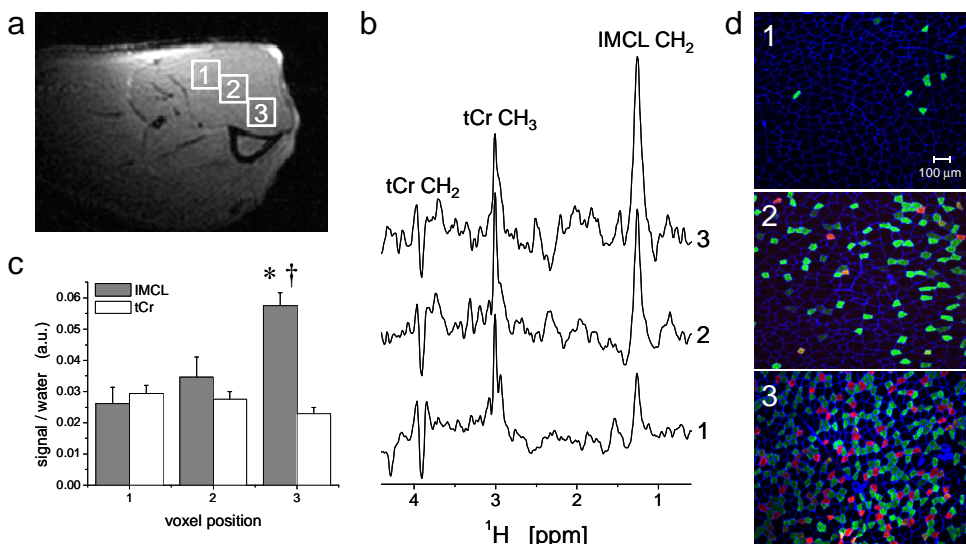 a
1
2
3
b
IMCL CH₂
tCr CH₃
tCr CH₂
3
2
1
4 3 2 1
¹H [ppm]
c
* †
IMCL
tCr
0.06
0.05
0.04
0.03
0.02
0.01
0.00
signal / water (a.u.)
1 2 3
voxel position
d
1
100 µm
2
3